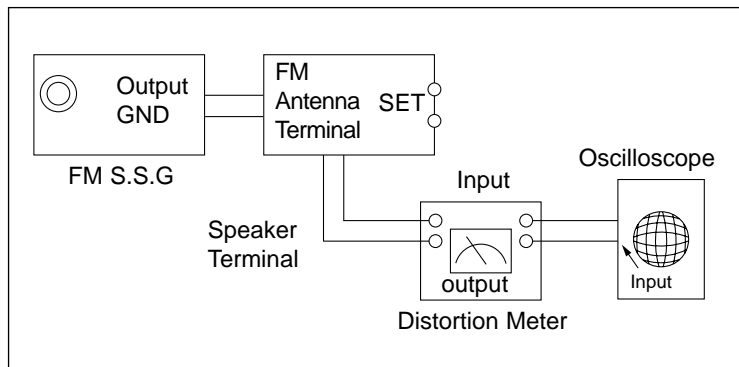 Output
GND
FM S.S.G
FM
Antenna
Terminal
SET
Speaker
Terminal
Input
output
Distortion Meter
Oscilloscope
Input